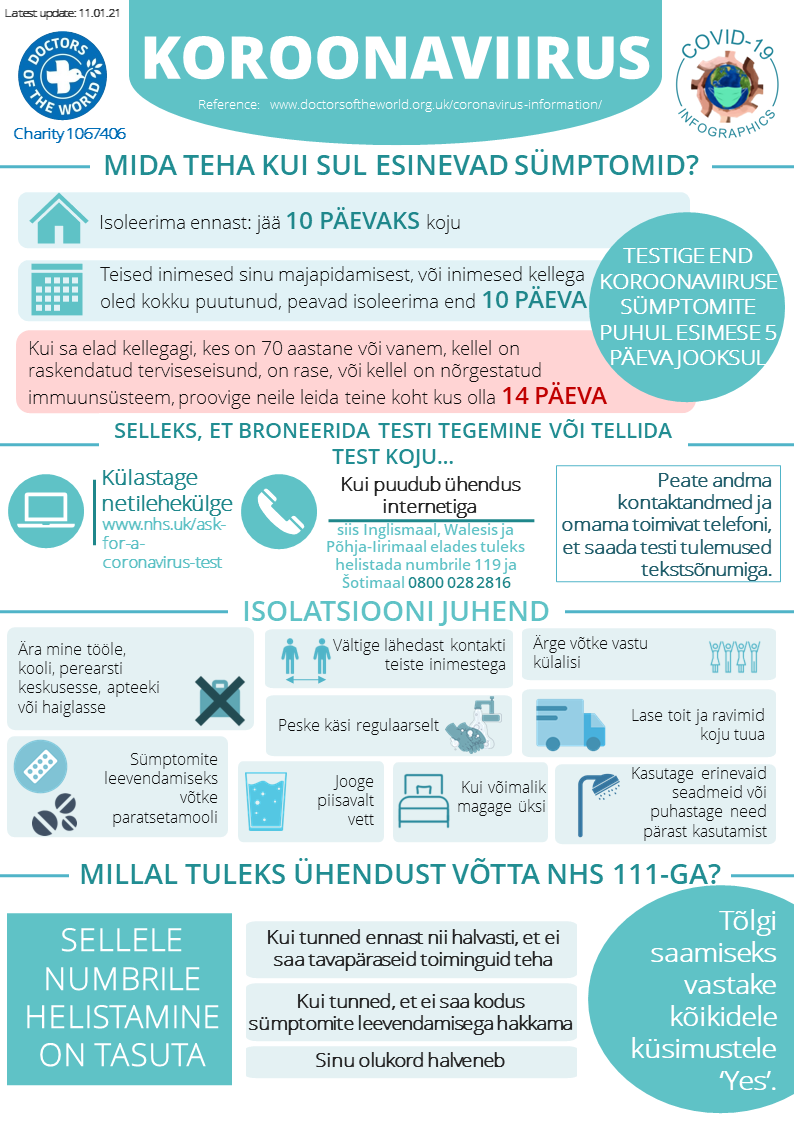 Latest update: 11.01.21
DOCTORS OF THE WORLD
Charity 1067406
KOROONAVIIRUS
Reference: www.doctorsoftheworld.org.uk/coronavirus-information/
COVID-19
INFOGRAPHICS
MIDA TEHA KUI SUL ESINEVAD SÜMPTOMID?
Isoleerima ennast: jää 10 PÄEVAKS koju
Teised inimesed sinu majapidamisest, või inimesed kellega
oled kokku puutunud, peavad isoleerima end 10 PÄEVA
Kui sa elad kellegagi, kes on 70 aastane või vanem, kellel on
raskendatud terviseseisund, on rase, või kellel on nõrgestatud
immuunsüsteem, proovige neile leida teine koht kus olla 14 PÄEVA
TESTIGE END
KOROONAVIIRUSE
SÜMPTOMITE
PUHUL ESIMESE 5
PÄEVA JOOKSUL
SELLEKS, ET BRONEERIDA TESTI TEGEMINE VÕI TELLIDA
TEST KOJU...
Külastage
netilehekülge
www.nhs.uk/ask-
for-a-
coronavirus-test
Kui puudub ühendus
internetiga
siis Inglismaal, Walesis ja
Põhja-Iirimaal elades tuleks
helistada numbrile 119 ja
Šotimaal 0800 028 2816
Peate andma
kontaktandmed ja
omama toimivat telefoni,
et saada testi tulemused
tekstsõnumiga.
ISOLATSIOONI JUHEND
Ära mine tööle,
kooli, perearsti
keskusesse, apteeki
või haiglasse
Vältige lähedast kontakti
teiste inimestega
Ärge võtke vastu
külalisi
Peske käsi regulaarselt
Lase toit ja ravimid
koju tuua
Sümptomite
leevendamiseks
võtke
paratsetamooli
Jooge
piisavalt
vett
Kui võimalik
magage üksi
Kasutage erinevaid
seadmeid või
puhastage need
pärast kasutamist
MILLAL TULEKS ÜHENDUST VÕTTA NHS 111-GA?
SELLELE
NUMBRILE
HELISTAMINE
ON TASUTA
Kui tunned ennast nii halvasti, et ei
saa tavapäraseid toiminguid teha
Kui tunned, et ei saa kodus
sümptomite leevendamisega hakkama
Sinu olukord halveneb
Tõlgi
saamiseks
vastake
kõikidele
küsimustele
‘Yes’.